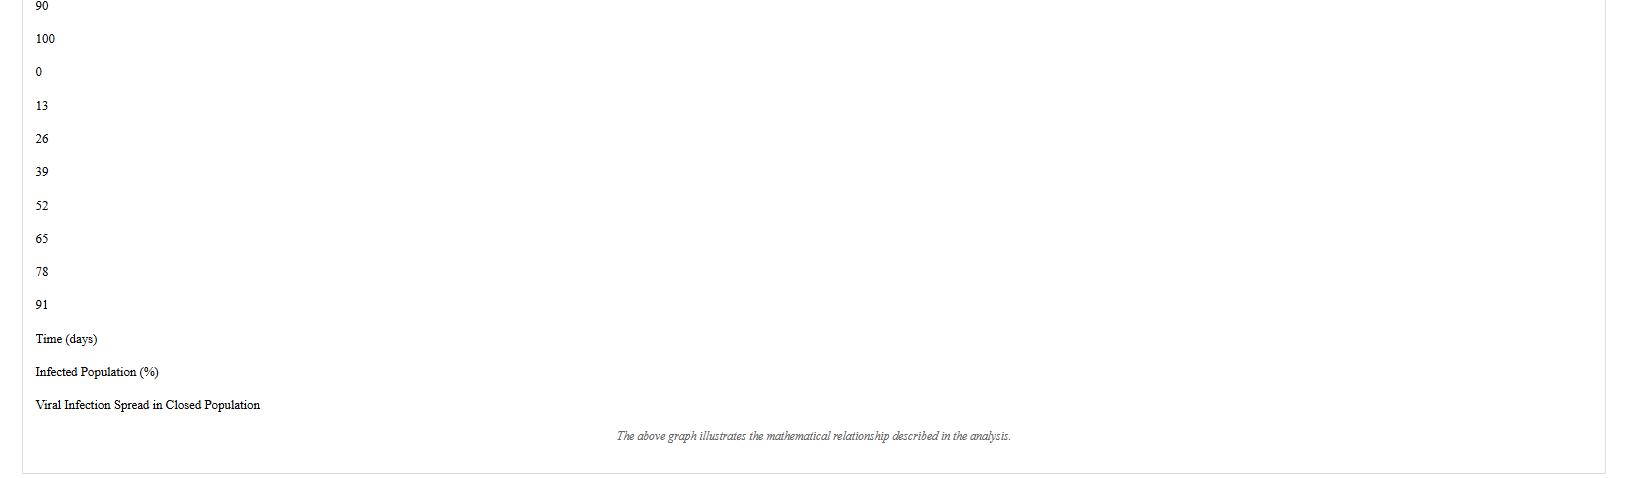 90
100
0
13
26
39
52
65
78
91
Time (days)
Infected Population (%)
Viral Infection Spread in Closed Population
The above graph illustrates the mathematical relationship described in the analysis.